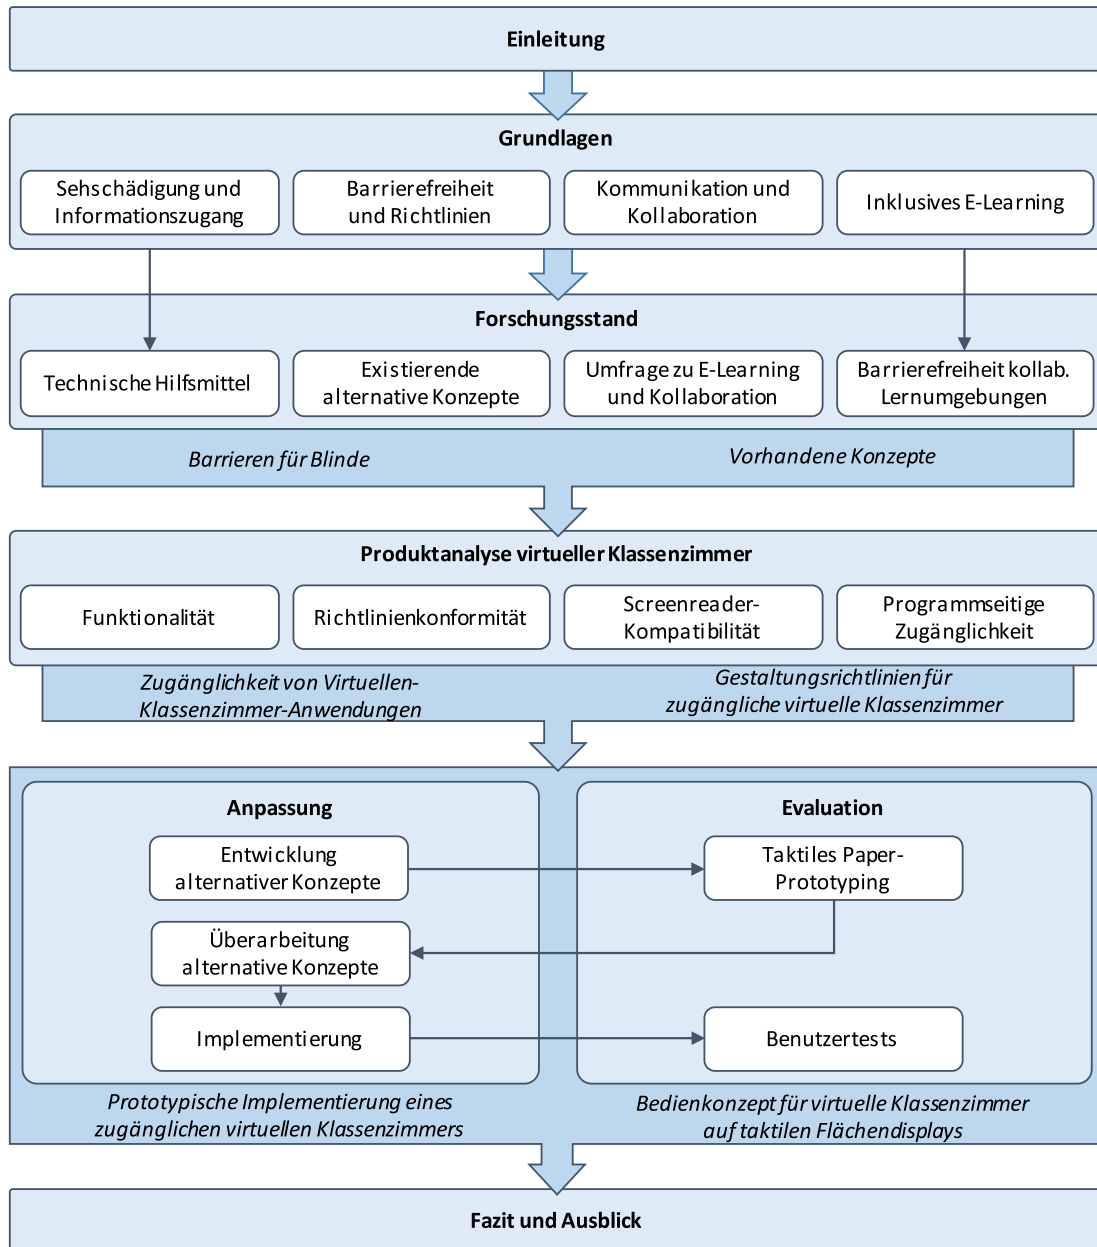 Einleitung
Grundlagen
Sehschädigung und
Informationszugang
Barrierefreiheit
und Richtlinien
Kommunikation und
Kollaboration
Inklusives E-Learning
Forschungsstand
Technische Hilfsmittel
Existierende
alternative Konzepte
Umfrage zu E-Learning
und Kollaboration
Barrierefreiheit kollab.
Lernumgebungen
Barrieren für Blinde
Vorhandene Konzepte
Produktanalyse virtueller Klassenzimmer
Funktionalität
Richtlinienkonformität
Screenreader-
Kompatibilität
Programmseitige
Zugänglichkeit
Zugänglichkeit von Virtuellen-
Klassenzimmer-Anwendungen
Gestaltungsrichtlinien für
zugängliche virtuelle Klassenzimmer
Anpassung
Evaluation
Entwicklung
alternativer Konzepte
Taktiles Paper-
Prototyping
Überarbeitung
alternative Konzepte
Implementierung
Benutzertests
Prototypische Implementierung eines
zugänglichen virtuellen Klassenzimmers
Bedienkonzept für virtuelle Klassenzimmer
auf taktilen Flächendisplays
Fazit und Ausblick